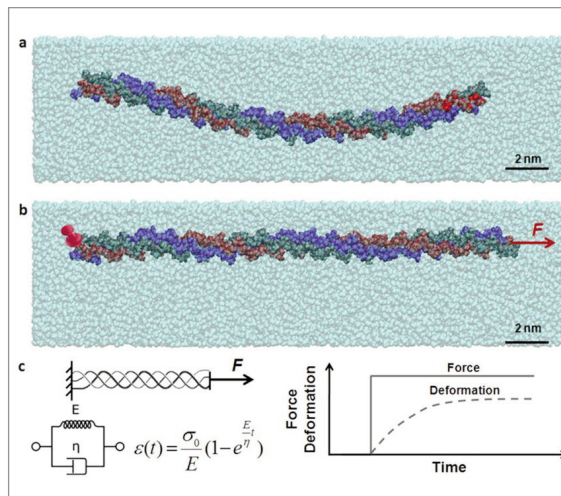 a
2 nm
b
F
2 nm
c
F
E
η
ε(t) = σ₀/E (1 - e^(E/η t))
Force
Deformation
Force
Deformation
Time